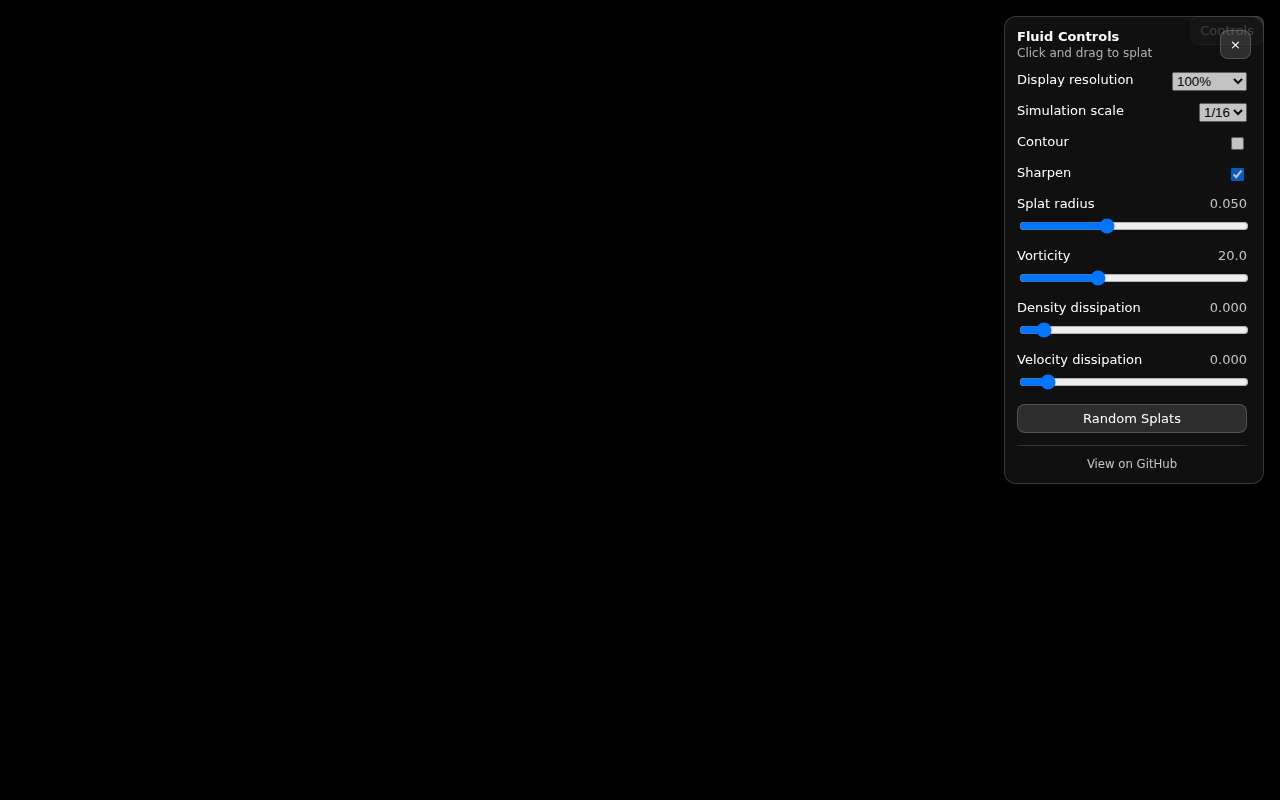 Controls
Fluid Controls
×
Click and drag to splat
Display resolution 100%
Simulation scale 1/16
Contour
Sharpen
Splat radius 0.050
Vorticity 20.0
Density dissipation 0.000
Velocity dissipation 0.000
Random Splats
View on GitHub